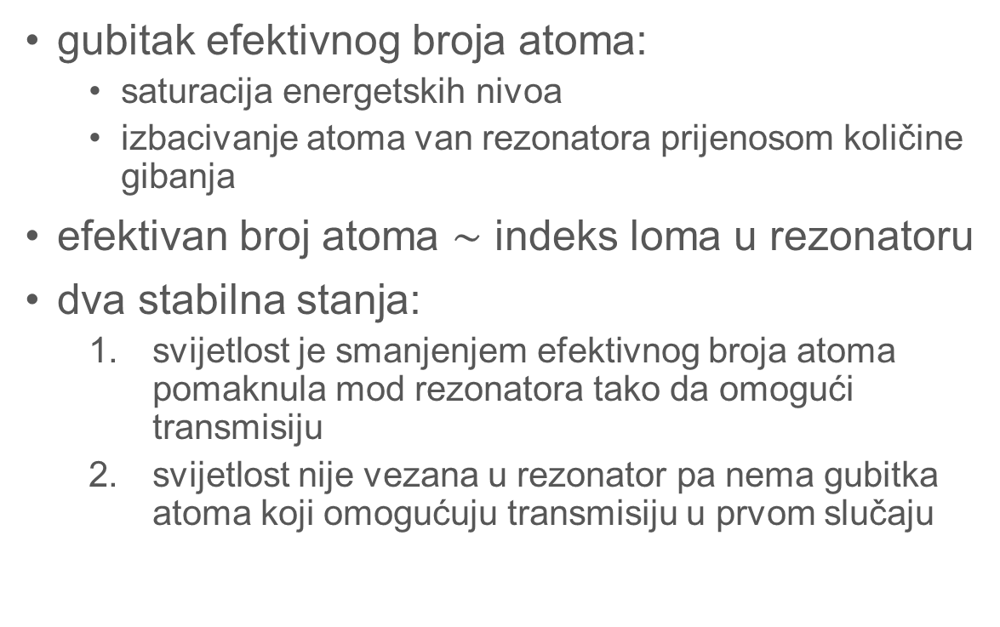 • gubitak efektivnog broja atoma:
• saturacija energetskih nivoa
• izbacivanje atoma van rezonatora prijenosom količine
gibanja
• efektivan broj atoma ~ indeks loma u rezonatoru
• dva stabilna stanja:
1. svijetlost je smanjenjem efektivnog broja atoma
pomaknula mod rezonatora tako da omogući
transmisiju
2. svijetlost nije vezana u rezonator pa nema gubitka
atoma koji omogućuju transmisiju u prvom slučaju